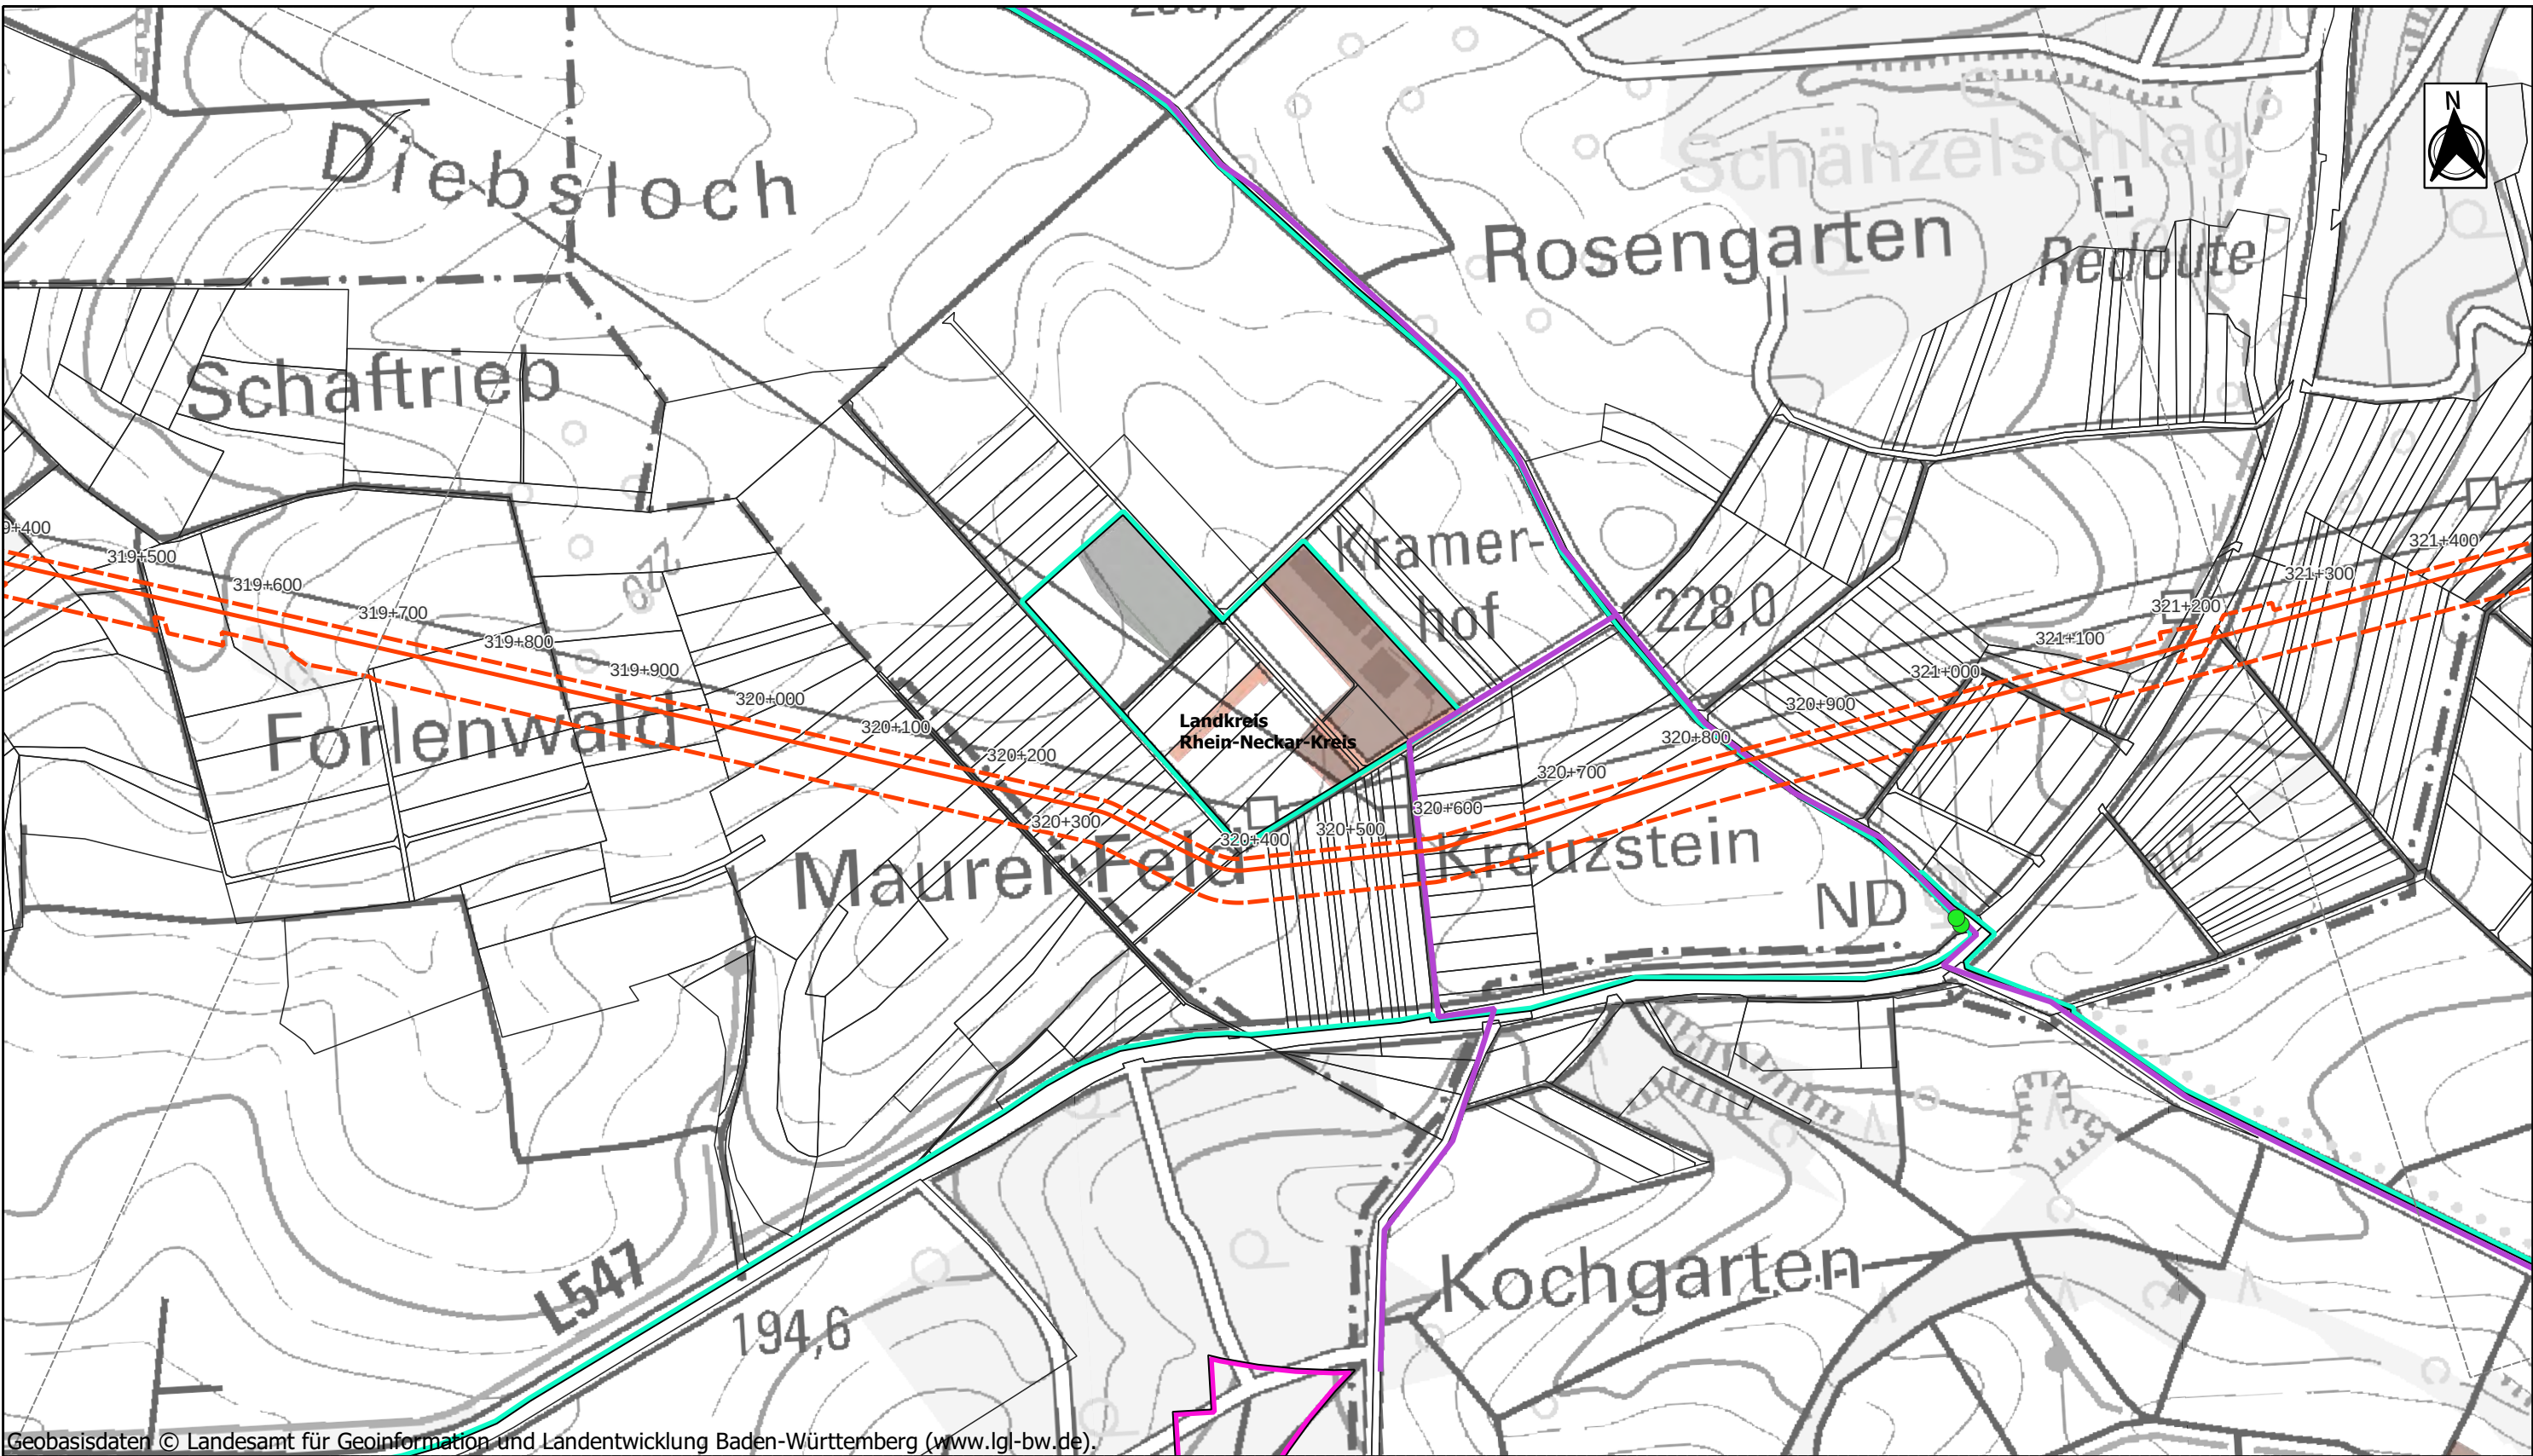 N
Diebsloch
Schänzelschlag
Rosengarten
Redoute
Schaftrieb
Kramer-
hof
228,0
220
9+400
319+500
319+600
319+700
319+800
319+900
320+000
320+100
320+200
320+300
320+400
320+500
320+600
320+700
320+800
320+900
321+000
321+100
321+200
321+300
321+400
Forlenwald
Landkreis
Rhein-Neckar-Kreis
Maurer Feld
Kreuzstein
ND
210
Kochgarten
L547
194,6
Geobasisdaten © Landesamt für Geoinformation und Landentwicklung Baden-Württemberg (www.lgl-bw.de).